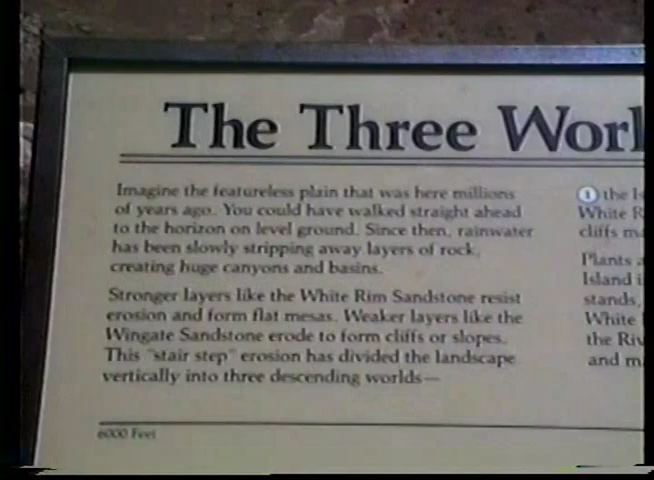 The Three Worl
Imagine the featureless plain that was here millions
of years ago. You could have walked straight ahead
to the horizon on level ground. Since then, rainwater
has been slowly stripping away layers of rock,
creating huge canyons and basins.
Stronger layers like the White Rim Sandstone resist
erosion and form flat mesas. Weaker layers like the
Wingate Sandstone erode to form cliffs or slopes.
This "stair step" erosion has divided the landscape
vertically into three descending worlds—
1 the Is
White R
cliffs ma
Plants a
Island i
stands,
White
the Riv
and m
6000 Feet